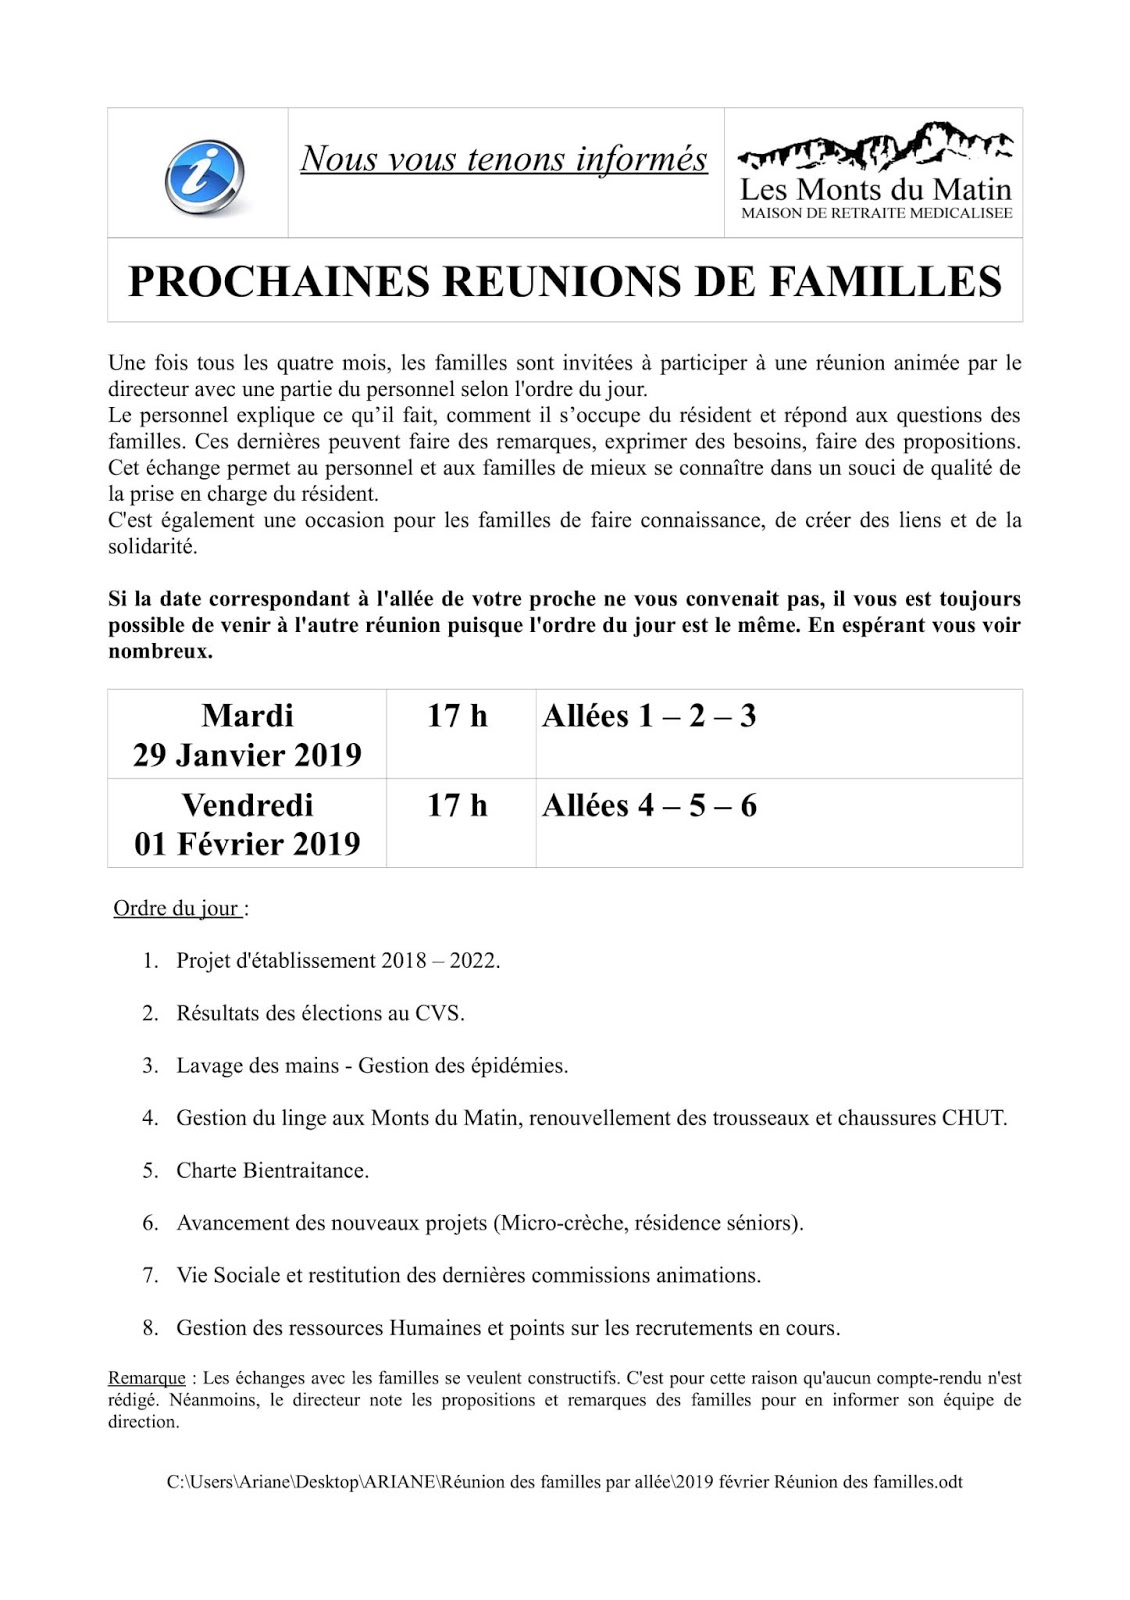 i
Nous vous tenons informés
Les Monts du Matin
MAISON DE RETRAITE MEDICALISEE
PROCHAINES REUNIONS DE FAMILLES
Une fois tous les quatre mois, les familles sont invitées à participer à une réunion animée par le
directeur avec une partie du personnel selon l'ordre du jour.
Le personnel explique ce qu’il fait, comment il s’occupe du résident et répond aux questions des
familles. Ces dernières peuvent faire des remarques, exprimer des besoins, faire des propositions.
Cet échange permet au personnel et aux familles de mieux se connaître dans un souci de qualité de
la prise en charge du résident.
C'est également une occasion pour les familles de faire connaissance, de créer des liens et de la
solidarité.
Si la date correspondant à l'allée de votre proche ne vous convenait pas, il vous est toujours
possible de venir à l'autre réunion puisque l'ordre du jour est le même. En espérant vous voir
nombreux.
Mardi 17 h Allées 1 – 2 – 3
29 Janvier 2019
Vendredi 17 h Allées 4 – 5 – 6
01 Février 2019
Ordre du jour :
1. Projet d'établissement 2018 – 2022.
2. Résultats des élections au CVS.
3. Lavage des mains - Gestion des épidémies.
4. Gestion du linge aux Monts du Matin, renouvellement des trousseaux et chaussures CHUT.
5. Charte Bientraitance.
6. Avancement des nouveaux projets (Micro-crèche, résidence séniors).
7. Vie Sociale et restitution des dernières commissions animations.
8. Gestion des ressources Humaines et points sur les recrutements en cours.
Remarque : Les échanges avec les familles se veulent constructifs. C'est pour cette raison qu'aucun compte-rendu n'est
rédigé. Néanmoins, le directeur note les propositions et remarques des familles pour en informer son équipe de
direction.
C:\Users\Ariane\Desktop\ARIANE\Réunion des familles par allée\2019 février Réunion des familles.odt